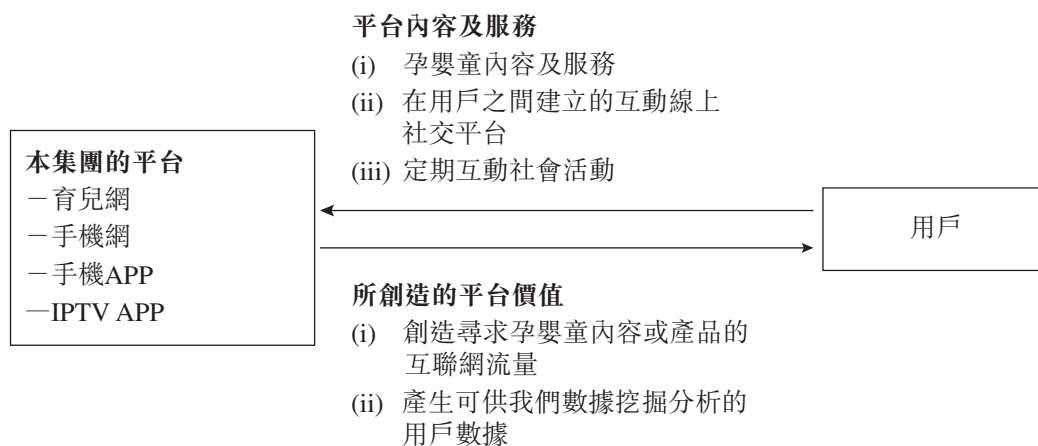 平台內容及服務
(i) 孕嬰童內容及服務
(ii) 在用戶之間建立的互動線上
社交平台
(iii) 定期互動社會活動
本集團的平台
－育兒網
－手機網
－手機APP
—IPTV APP
用戶
所創造的平台價值
(i) 創造尋求孕嬰童內容或產品的
互聯網流量
(ii) 產生可供我們數據挖掘分析的
用戶數據